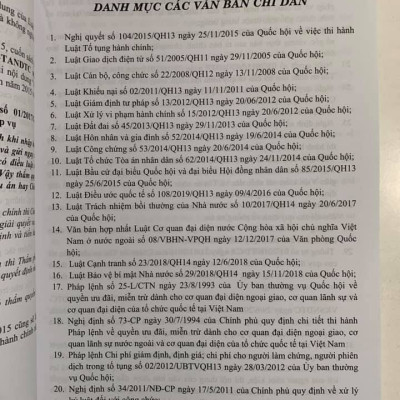 DANH MỤC CÁC VĂN BẢN CHỈ DẪN
1. Nghị quyết số 104/2015/QH13 ngày 25/11/2015 của Quốc hội về việc thi hành
Luật Tố tụng hành chính;
2. Luật Giao dịch điện tử số 51/2005/QH11 ngày 29/11/2005 của Quốc hội;
3. Luật Cán bộ, công chức số 22/2008/QH12 ngày 13/11/2008 của Quốc hội;
4. Luật Khiếu nại số 02/2011/QH13 ngày 11/11/2011 của Quốc hội;
5. Luật Giám định tư pháp số 13/2012/QH13 ngày 20/06/2012 của Quốc hội;
6. Luật Xử lý vi phạm hành chính số 15/2012/QH13 ngày 20/6/2012 của Quốc hội;
7. Luật Đất đai số 45/2013/QH13 ngày 29/11/2013 của Quốc hội;
8. Luật Hôn nhân và gia đình số 52/2014/QH13 ngày 19/6/2014 của Quốc hội;
9. Luật Công chứng số 53/2014/QH13 ngày 20/6/2014 của Quốc hội;
10. Luật Tổ chức Tòa án nhân dân số 62/2014/QH13 ngày 24/11/2014 của Quốc hội;
11. Luật Bầu cử đại biểu Quốc hội và đại biểu Hội đồng nhân dân số 85/2015/QH13
ngày 25/6/2015 của Quốc hội;
12. Luật Điều ước quốc tế số 108/2019/QH13 ngày 09/4/2016 của Quốc hội;
13. Luật Trách nhiệm bồi thường của Nhà nước số 10/2017/QH14 ngày 20/6/2017
của Quốc hội;
14. Văn bản hợp nhất Luật Cơ quan đại diện nước Cộng hòa xã hội chủ nghĩa Việt
Nam ở nước ngoài số 08/VBHN-VPQH ngày 12/12/2017 của Văn phòng Quốc
hội;
15. Luật Cạnh tranh số 23/2018/QH14 ngày 12/6/2018 của Quốc hội;
16. Luật Bảo vệ bí mật Nhà nước số 29/2018/QH14 ngày 15/11/2018 của Quốc hội;
17. Pháp lệnh số 25-L/CTN ngày 23/8/1993 của Ủy ban thường vụ Quốc hội về
quyền ưu đãi, miễn trừ dành cho cơ quan đại diện ngoại giao, cơ quan lãnh sự và
cơ quan đại diện của tổ chức quốc tế tại Việt Nam
18. Nghị định số 73-CP ngày 30/7/1994 của Chính phủ quy định chi tiết thi hành
Pháp lệnh về quyền ưu đãi, miễn trừ dành cho cơ quan đại diện ngoại giao, cơ quan
lãnh sự nước ngoài và cơ quan đại diện của tổ chức quốc tế tại Việt Nam
19. Pháp lệnh Chi phí giám định, định giá; chi phí cho người làm chứng, người phiên
dịch trong tố tụng số 02/2012/UBTVQH13 ngày 28/03/2012 của Ủy ban thường
vụ Quốc hội;
20. Nghị định số 34/2011/NĐ-CP ngày 17/5/2011 của Chính phủ quy định về xử lý